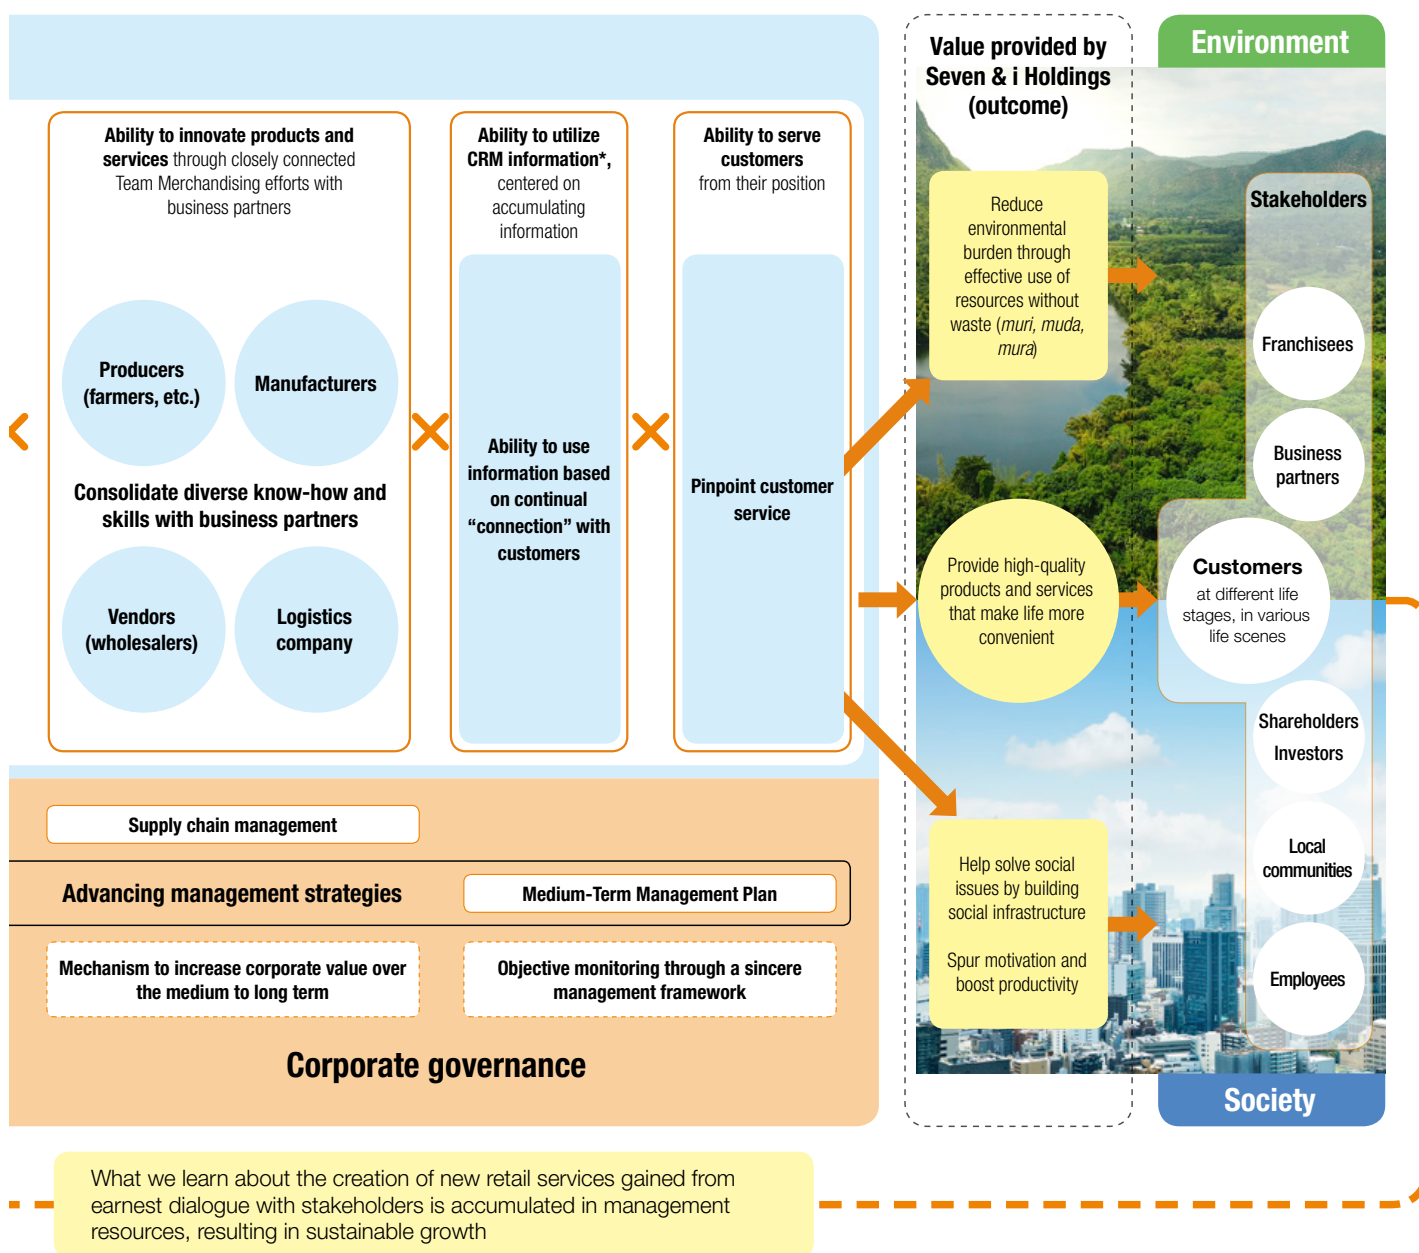 Ability to innovate products and
services through closely connected
Team Merchandising efforts with
business partners
Producers
(farmers, etc.)
Manufacturers
Consolidate diverse know-how and
skills with business partners
Vendors
(wholesalers)
Logistics
company
Ability to utilize
CRM information*,
centered on
accumulating
information
Ability to use
information based
on continual
“connection” with
customers
Ability to serve
customers
from their position
Pinpoint customer
service
Supply chain management
Advancing management strategies
Medium-Term Management Plan
Mechanism to increase corporate value over
the medium to long term
Objective monitoring through a sincere
management framework
Corporate governance
Value provided by
Seven & i Holdings
(outcome)
Reduce
environmental
burden through
effective use of
resources without
waste (muri, muda,
mura)
Provide high-quality
products and services
that make life more
convenient
Help solve social
issues by building
social infrastructure
Spur motivation and
boost productivity
Environment
Stakeholders
Franchisees
Business
partners
Customers
at different life
stages, in various
life scenes
Shareholders
Investors
Local
communities
Employees
Society
What we learn about the creation of new retail services gained from
earnest dialogue with stakeholders is accumulated in management
resources, resulting in sustainable growth